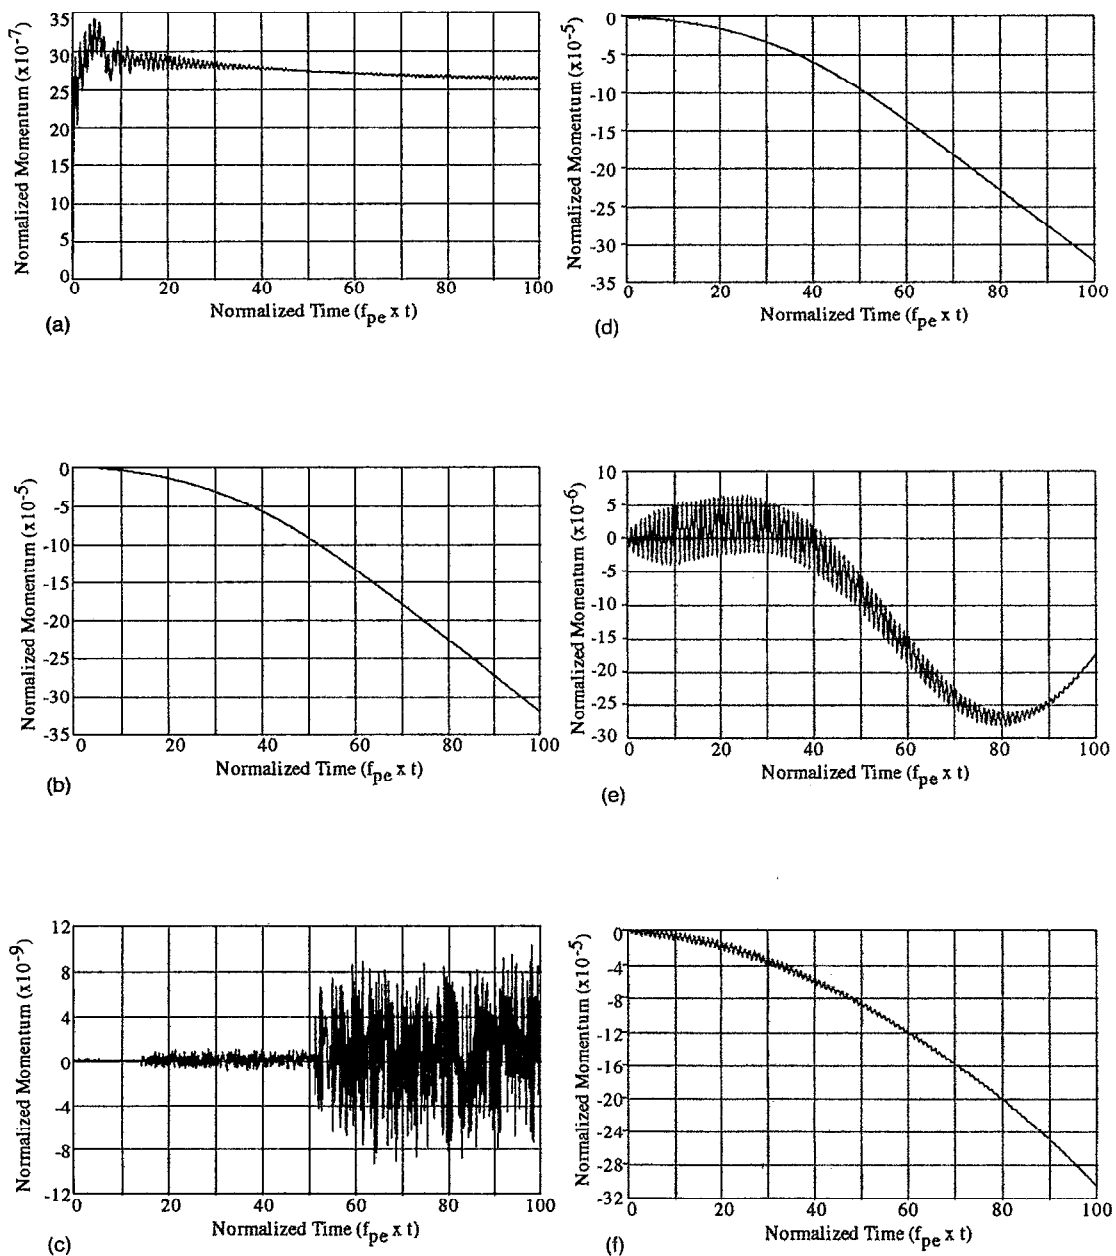 Normalized Momentum (x10-7)
35
30
25
20
15
10
5
0
0 20 40 60 80 100
Normalized Time (fpe x t)
(a)
Normalized Momentum (x10-5)
0
-5
-10
-15
-20
-25
-30
-35
0 20 40 60 80 100
Normalized Time (fpe x t)
(d)
Normalized Momentum (x10-5)
0
-5
-10
-15
-20
-25
-30
-35
0 20 40 60 80 100
Normalized Time (fpe x t)
(b)
Normalized Momentum (x10-6)
10
5
0
-5
-10
-15
-20
-25
-30
0 20 40 60 80 100
Normalized Time (fpe x t)
(e)
Normalized Momentum (x10-9)
12
8
4
0
-4
-8
-12
0 20 40 60 80 100
Normalized Time (fpe x t)
(c)
Normalized Momentum (x10-5)
0
-4
-8
-12
-16
-20
-24
-28
-32
0 20 40 60 80 100
Normalized Time (fpe x t)
(f)